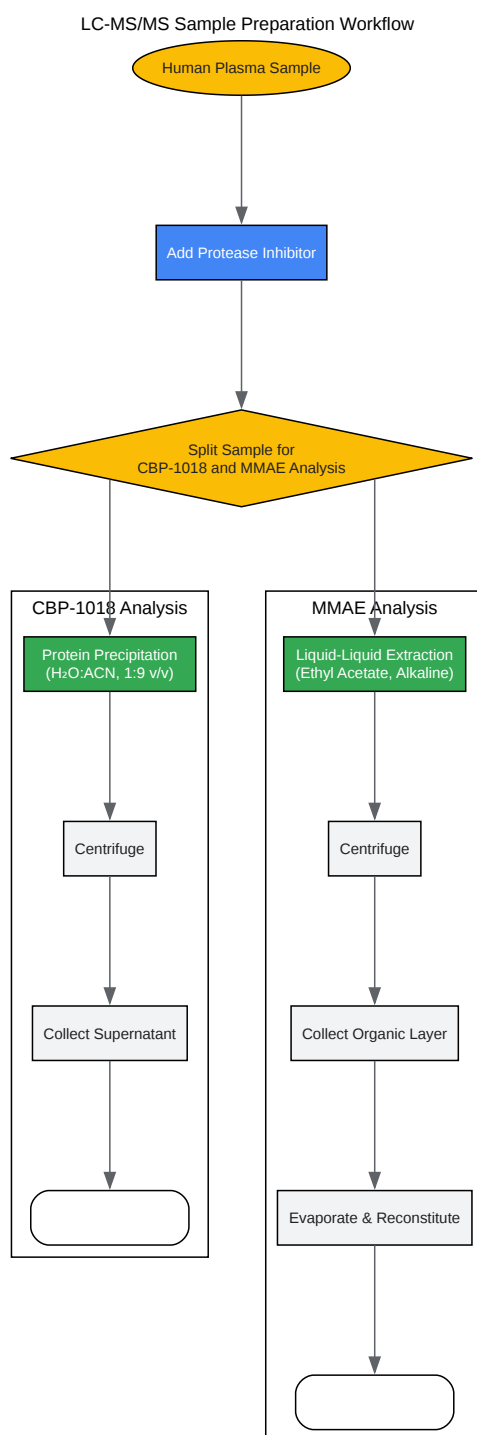 LC-MS/MS Sample Preparation Workflow
Human Plasma Sample
Add Protease Inhibitor
Split Sample for
CBP-1018 and MMAE Analysis
CBP-1018 Analysis
Protein Precipitation
(H₂O:ACN, 1:9 v/v)
Centrifuge
Collect Supernatant
MMAE Analysis
Liquid-Liquid Extraction
(Ethyl Acetate, Alkaline)
Centrifuge
Collect Organic Layer
Evaporate & Reconstitute